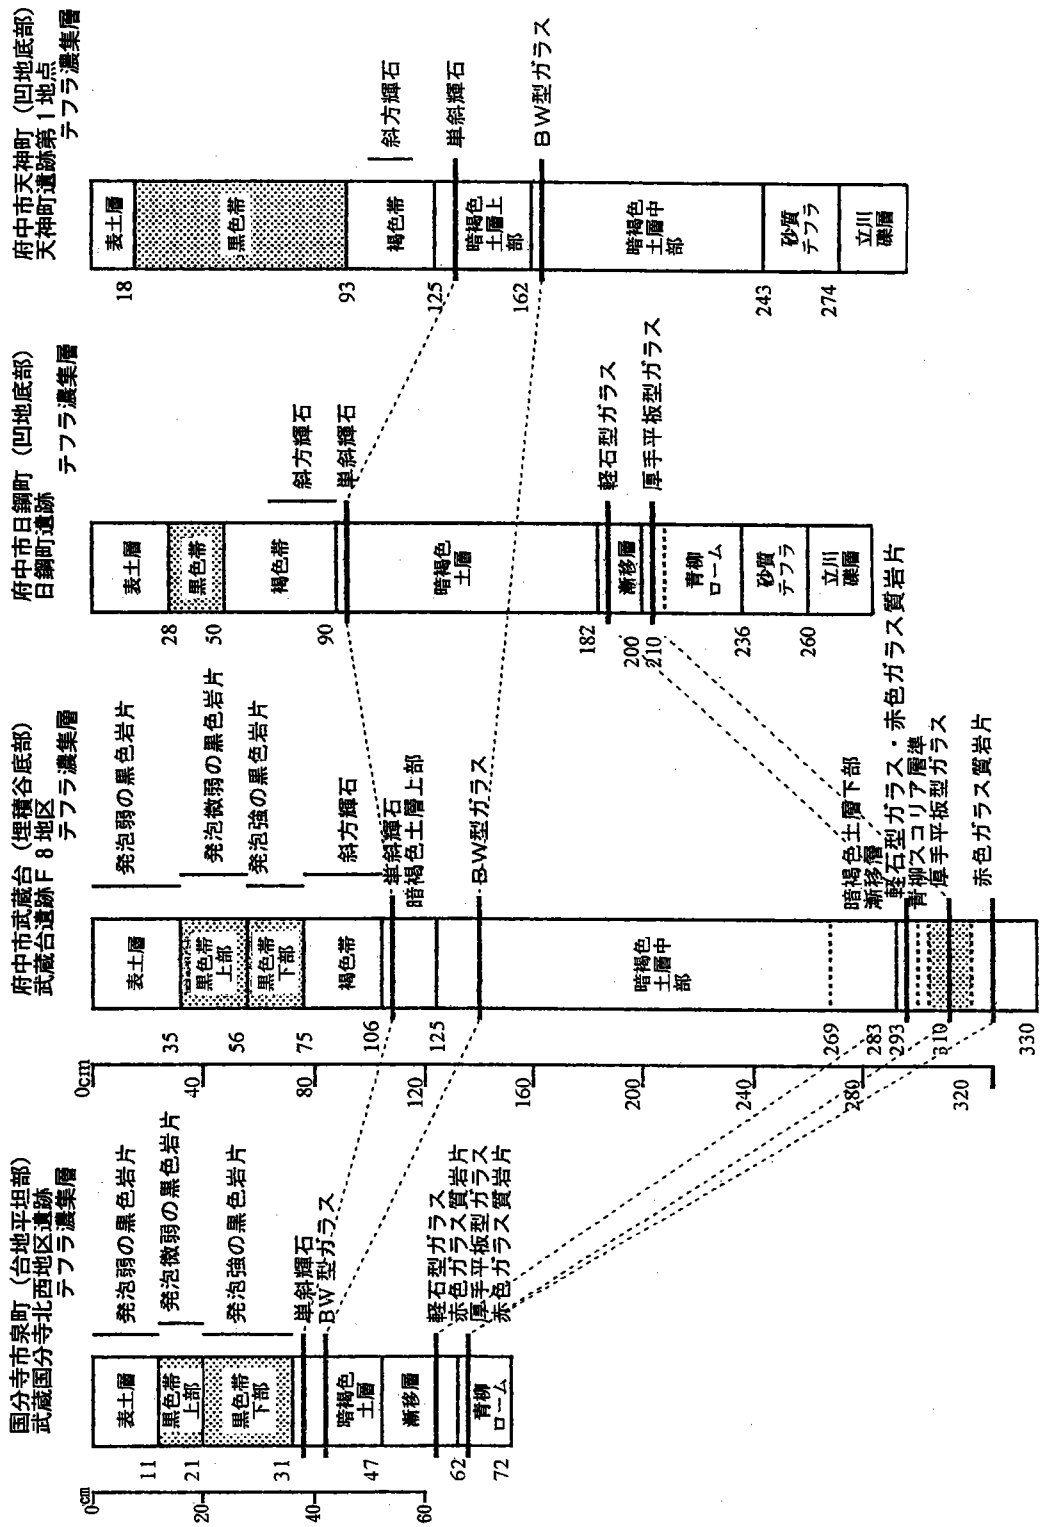 国分寺市泉町(台地平坦部)
武蔵国分寺北西地区遺跡
テフラ濃集層
0cm
20
40
60
11
21
31
47
62
72
表土層
黒色帯
上部
黒色帯
下部
暗褐色
土層
漸移層
青柳
ローム
発泡弱の黒色岩片
発泡微弱の黒色岩片
発泡強の黒色岩片
単斜輝石
BW型ガラス
軽石型ガラス
赤色ガラス質岩片
厚手平板型ガラス
赤色ガラス質岩片
府中市武蔵台(埋積谷底部)
武蔵台遺跡F8地区
テフラ濃集層
0cm
40
80
120
160
200
240
280
320
35
56
75
106
125
269
283
293
310
330
表土層
黒色帯
上部
黒色帯
下部
褐色帯
暗褐色
土層中
部
発泡弱の黒色岩片
発泡微弱の黒色岩片
発泡強の黒色岩片
斜方輝石
単斜輝石
暗褐色土層上部
BW型ガラス
暗褐色土層下部
漸移層
軽石型ガラス・赤色ガラス質岩片
青柳スコリア層準
厚手平板型ガラス
赤色ガラス質岩片
府中市日鋼町(凹地底部)
日鋼町遺跡
テフラ濃集層
28
50
90
182
200
210
236
260
表土層
黒色帯
褐色帯
暗褐色
土層
漸移層
青柳
ローム
砂質
テフラ
立川
礫層
斜方輝石
単斜輝石
軽石型ガラス
厚手平板型ガラス
府中市天神町(凹地底部)
天神町遺跡第1地点
テフラ濃集層
18
93
125
162
243
274
表土層
黒色帯
褐色帯
暗褐色
土層上
部
暗褐色
土層中
部
砂質
テフラ
立川
礫層
斜方輝石
単斜輝石
BW型ガラス